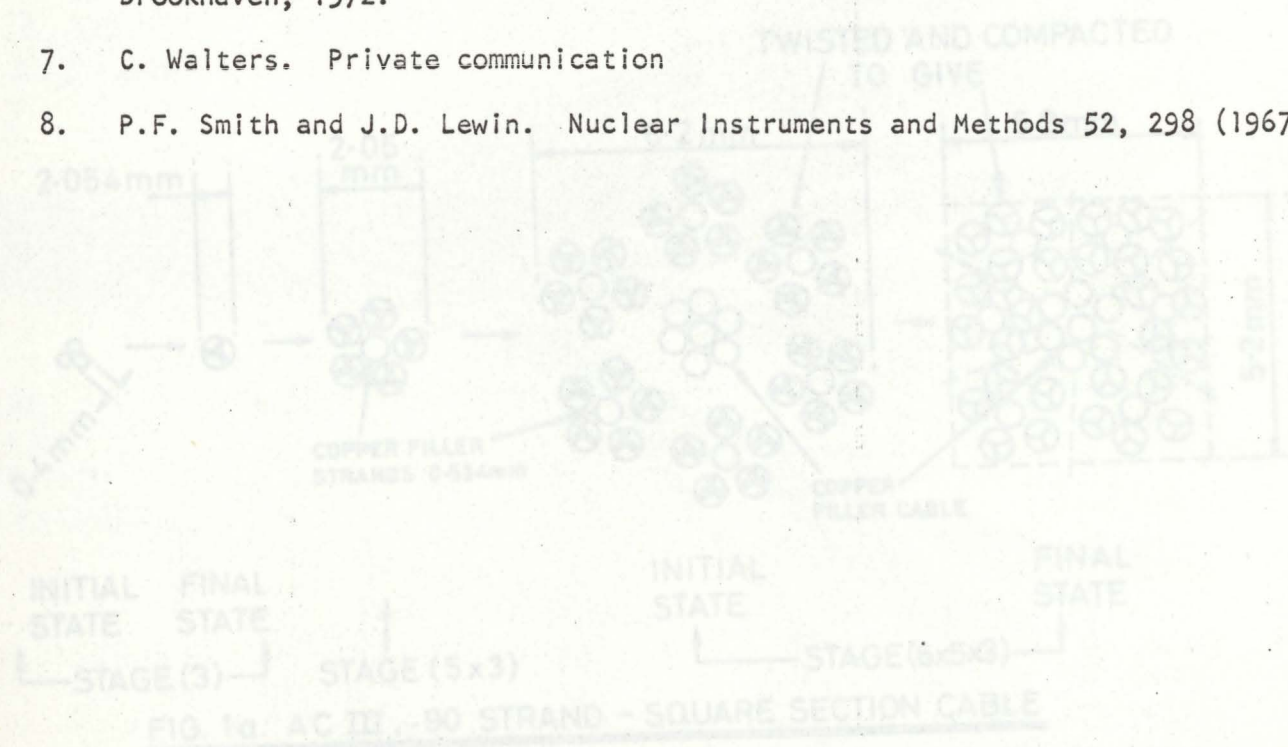 Brookhaven, 1972.
7. C. Walters. Private communication
8. P.F. Smith and J.D. Lewin. Nuclear Instruments and Methods 52, 298 (1967
TWISTED AND COMPACTED
TO GIVE
2·05
mm
2·054mm
5·2mm
0·4mm
COPPER FILLER
STRANDS 0·534mm
COPPER
FILLER CABLE
INITIAL STATE
FINAL STATE
INITIAL STATE
FINAL STATE
STAGE (3)
STAGE (5x3)
STAGE (6x5x3)
FIG 1a AC III -90 STRAND - SQUARE SECTION CABLE